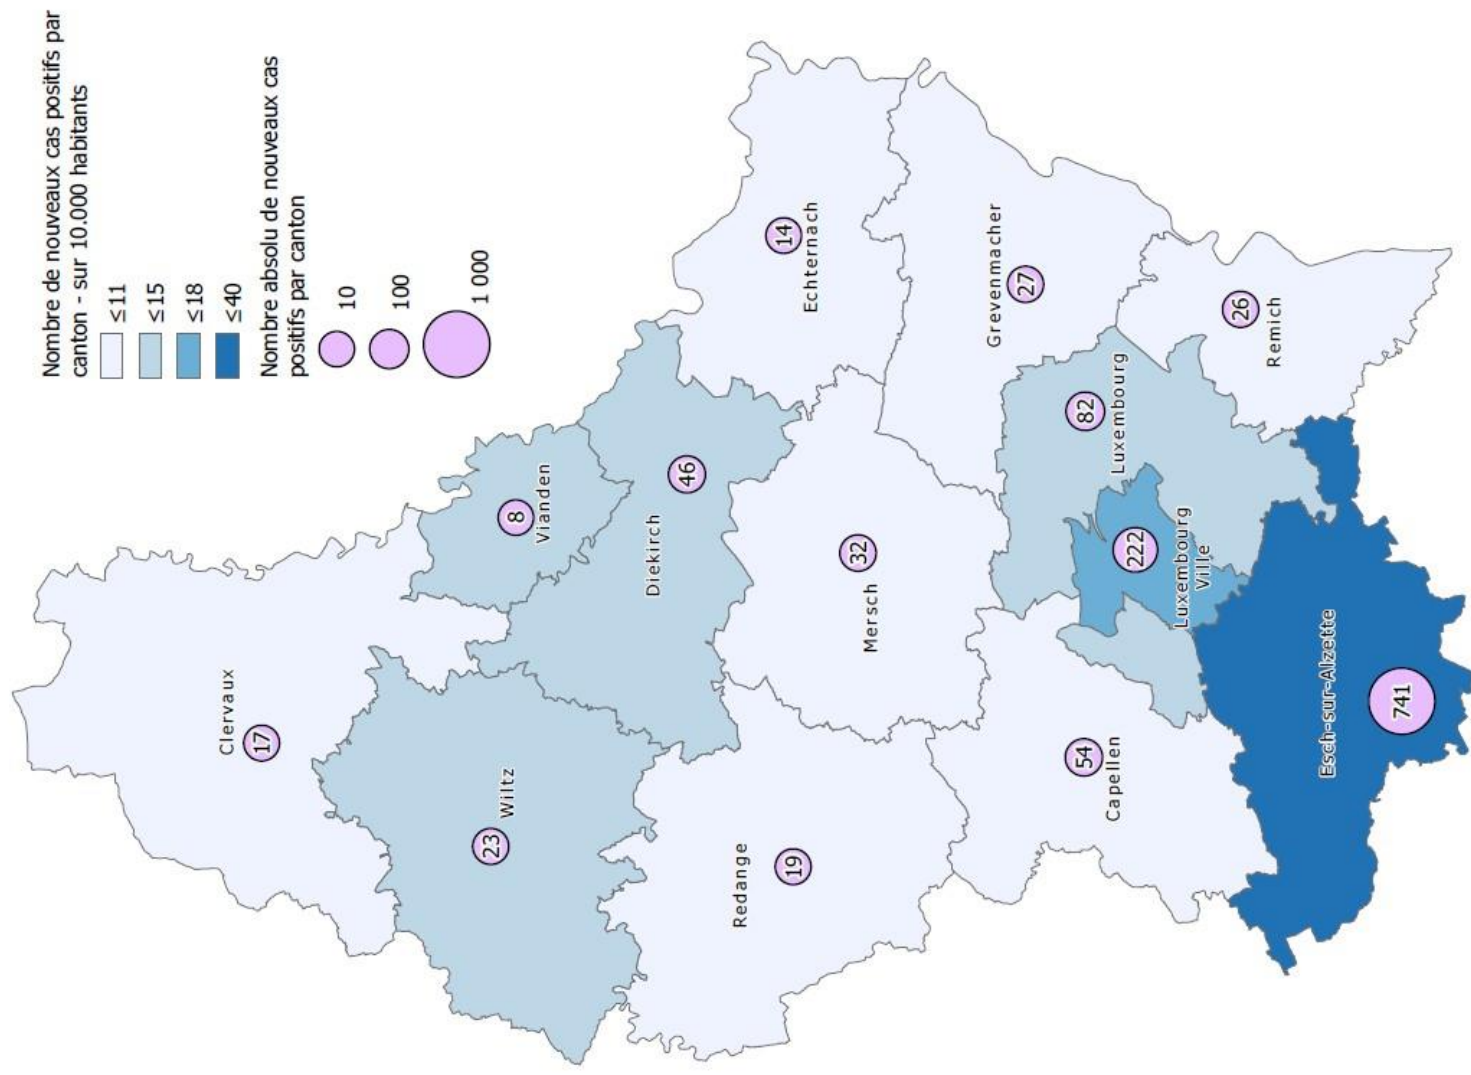 Nombre de nouveaux cas positifs par
canton - sur 10.000 habitants
≤11
≤15
≤18
≤40
Nombre absolu de nouveaux cas
positifs par canton
10
100
1 000
Clervaux
17
Wiltz
23
Vianden
8
Diekirch
46
Echternach
14
Redange
19
Mersch
32
Grevenmacher
27
Capellen
54
Luxembourg
Ville
222
Luxembourg
82
Remich
26
Esch-sur-Alzette
741